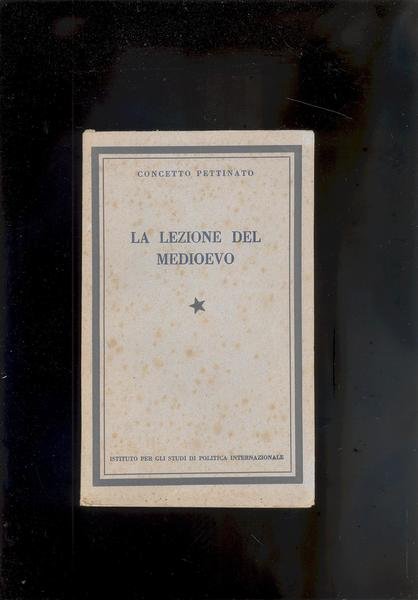 CONCETTO PETTINATO
LA LEZIONE DEL
MEDIOEVO
ISTITUTO PER GLI STUDI DI POLITICA INTERNAZIONALE